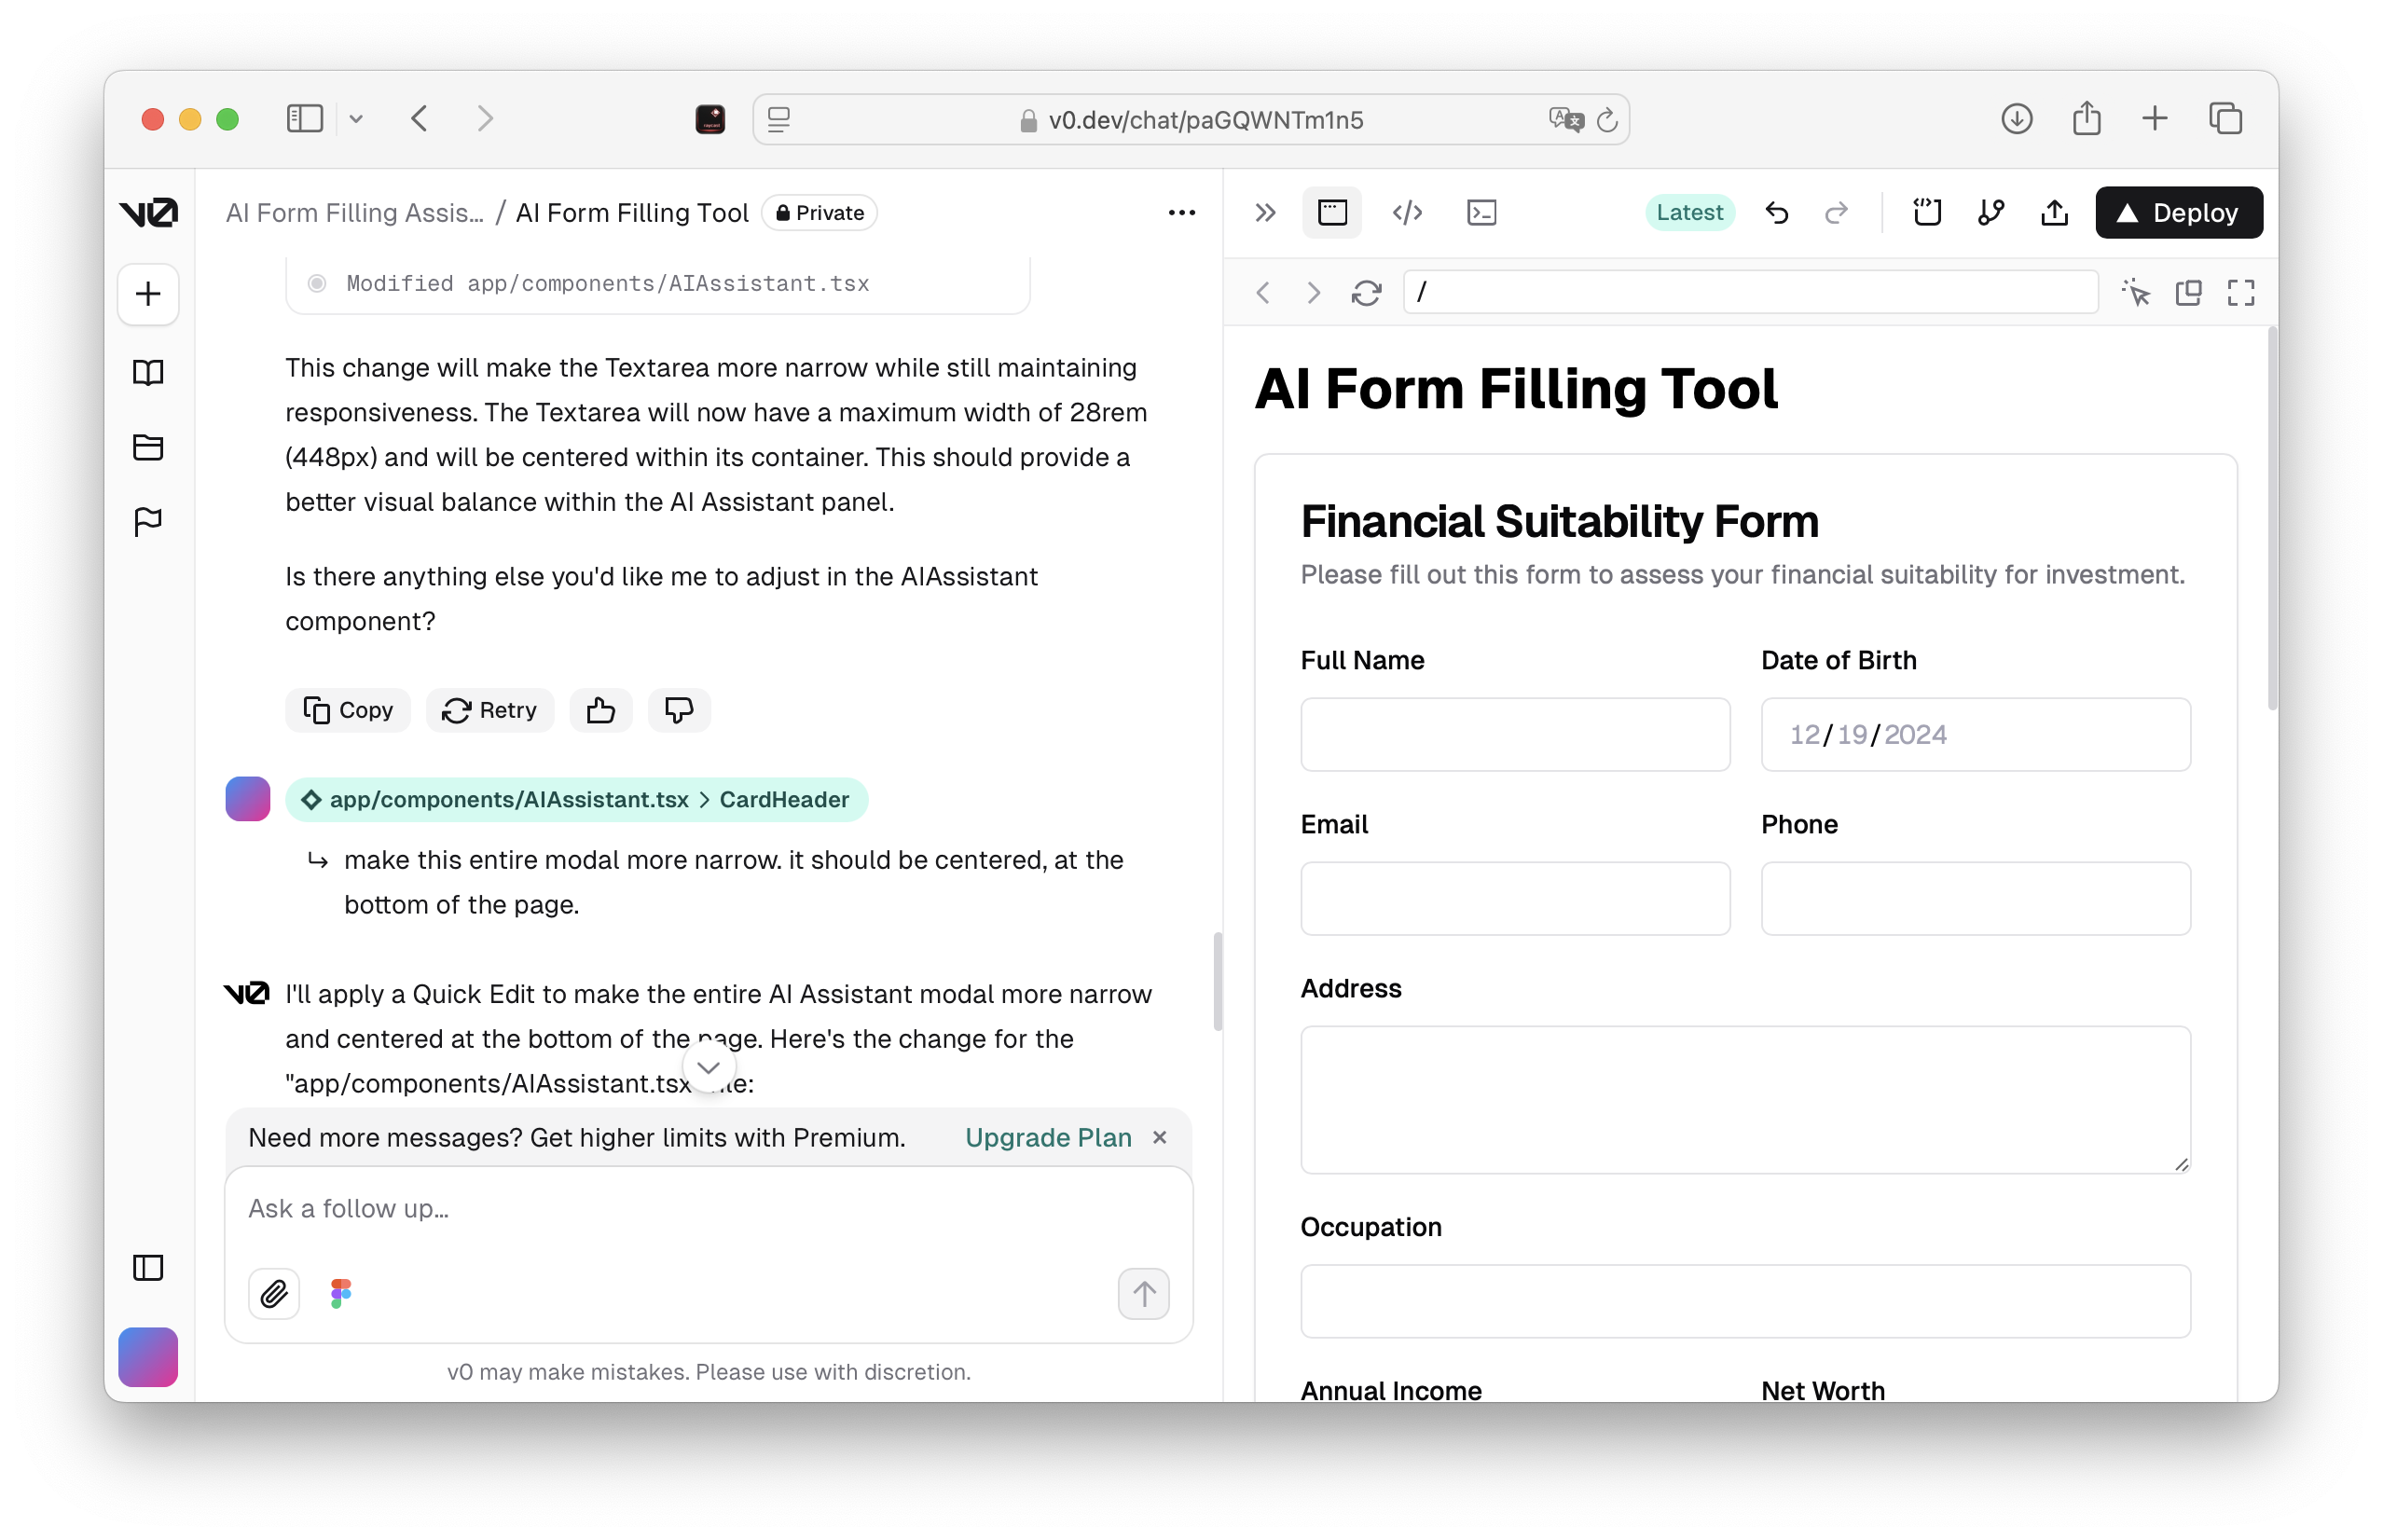 v0.dev/chat/paGQWNTm1n5
v0
AI Form Filling Assis... / AI Form Filling Tool Private
Modified app/components/AIAssistant.tsx
This change will make the Textarea more narrow while still maintaining
responsiveness. The Textarea will now have a maximum width of 28rem
(448px) and will be centered within its container. This should provide a
better visual balance within the AI Assistant panel.
Is there anything else you'd like me to adjust in the AIAssistant
component?
Copy Retry
app/components/AIAssistant.tsx > CardHeader
make this entire modal more narrow. it should be centered, at the
bottom of the page.
v0
I'll apply a Quick Edit to make the entire AI Assistant modal more narrow
and centered at the bottom of the page. Here's the change for the
"app/components/AIAssistant.tsx
Need more messages? Get higher limits with Premium. Upgrade Plan
Ask a follow up...
v0 may make mistakes. Please use with discretion.
Latest
Deploy
/
AI Form Filling Tool
Financial Suitability Form
Please fill out this form to assess your financial suitability for investment.
Full Name Date of Birth
12/19/2024
Email Phone
Address
Occupation
Annual Income Net Worth